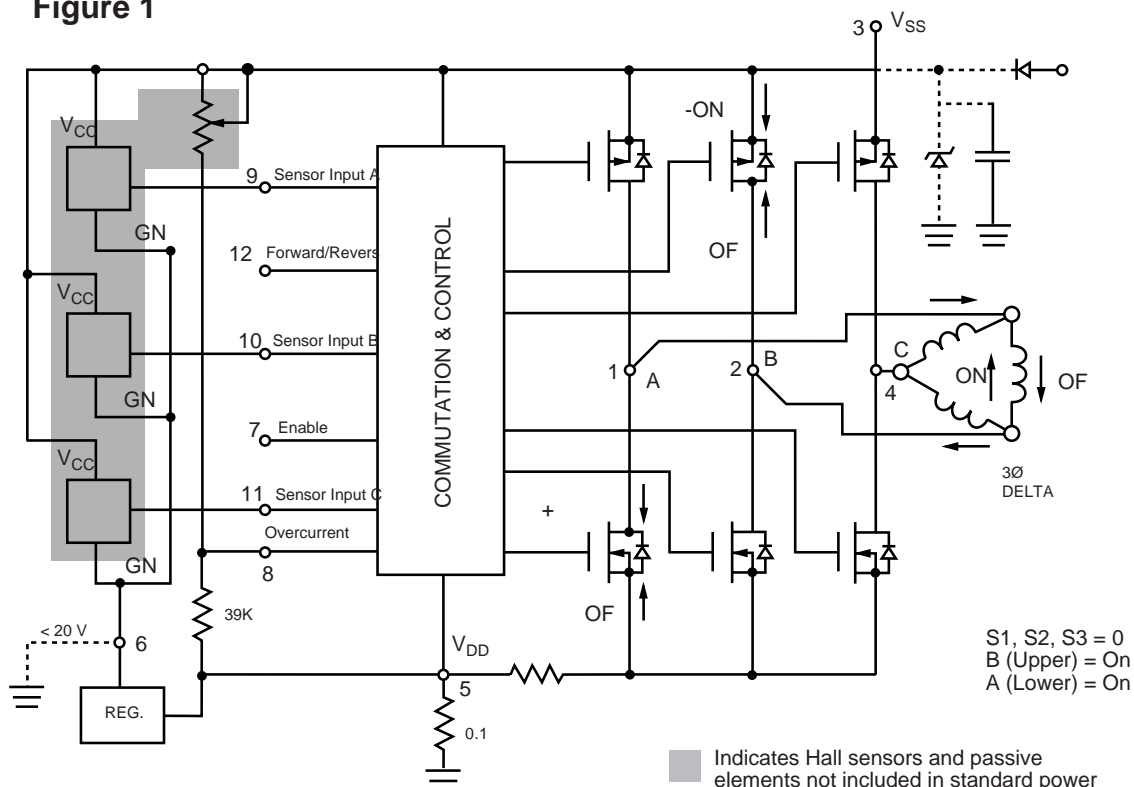 Figure 1
3 VSS
VCC
-ON
9 Sensor Input A
GN
12 Forward/Revers
OF
VCC
10 Sensor Input B
GN
COMMUTATION & CONTROL
1 A
2 B
C
4
ON
OF
7 Enable
VCC
3Ø
DELTA
11 Sensor Input C
+
Overcurrent
8
GN
OF
39K
< 20 V
6
VDD
5
REG.
0.1
S1, S2, S3 = 0
B (Upper) = On
A (Lower) = On
Indicates Hall sensors and passive
elements not included in standard power